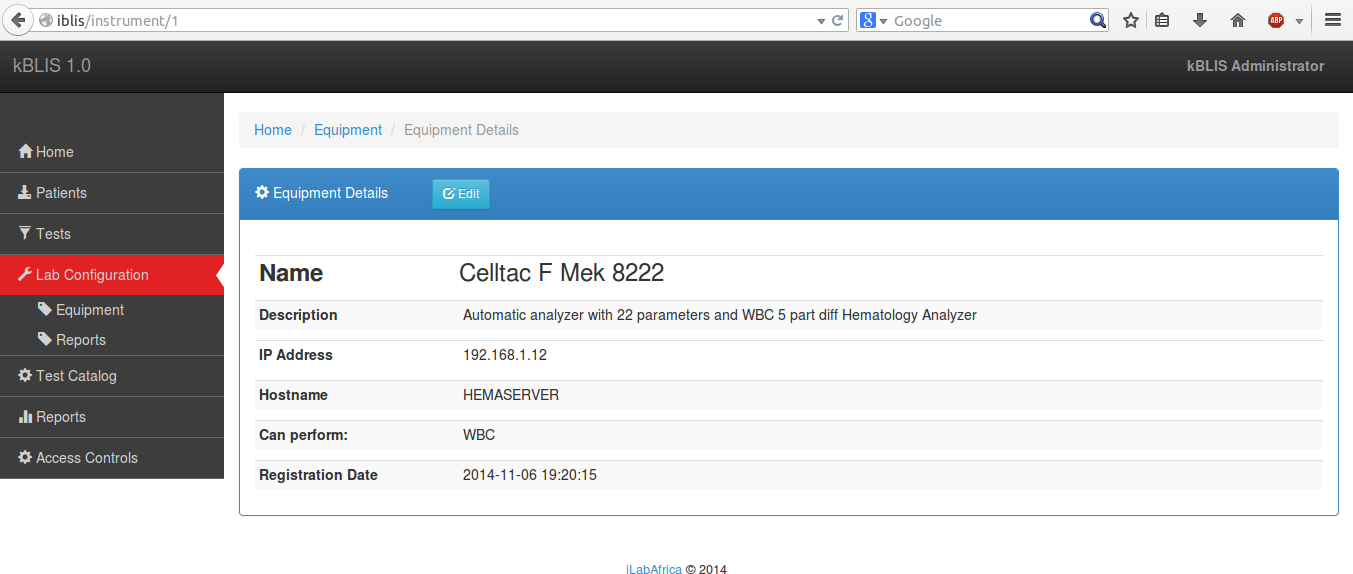 iblis/instrument/1
Google
ABP
kBLIS 1.0
kBLIS Administrator
Home
Patients
Tests
Lab Configuration
Equipment
Reports
Test Catalog
Reports
Access Controls
Home / Equipment / Equipment Details
Equipment Details Edit
Name Celltac F Mek 8222
Description Automatic analyzer with 22 parameters and WBC 5 part diff Hematology Analyzer
IP Address 192.168.1.12
Hostname HEMASERVER
Can perform: WBC
Registration Date 2014-11-06 19:20:15
iLabAfrica © 2014